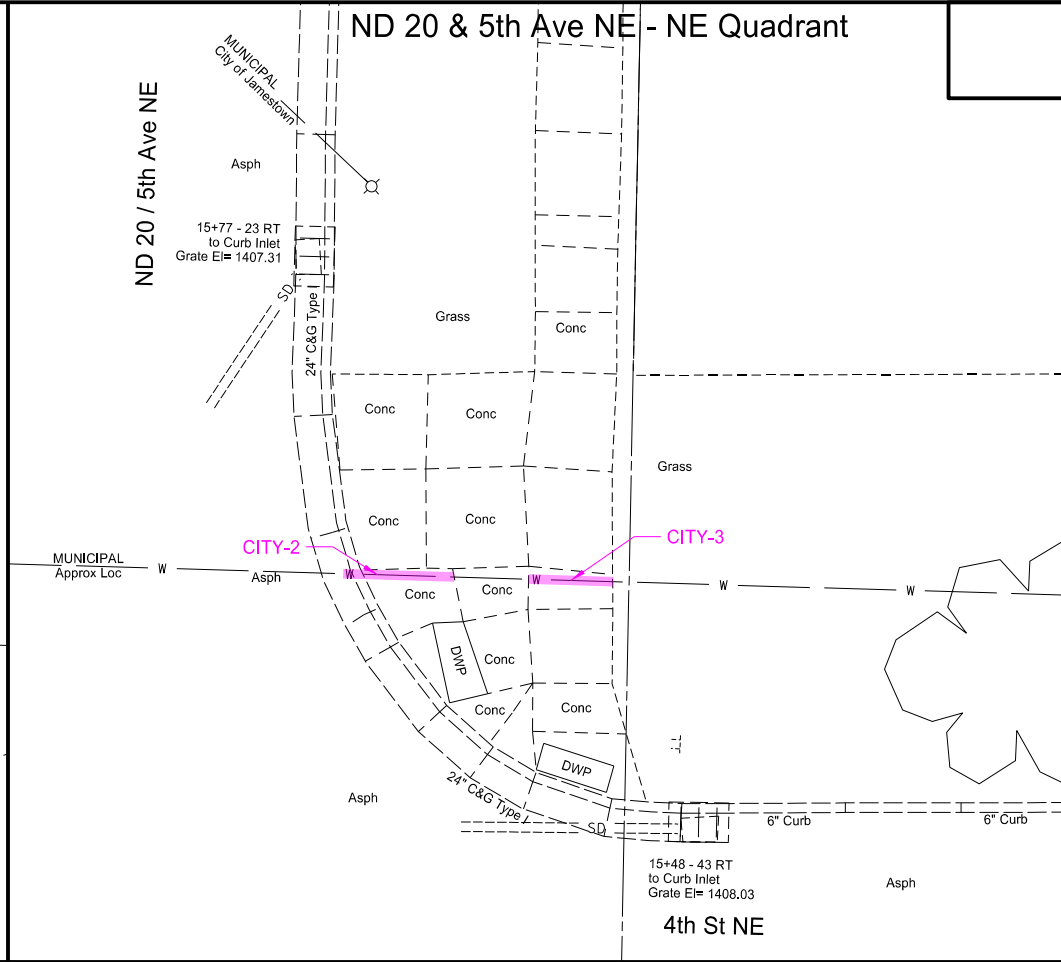 ND 20 & 5th Ave NE - NE Quadrant
MUNICIPAL
City of Jamestown
ND 20 / 5th Ave NE
Asph
15+77 - 23 RT
to Curb Inlet
Grate El= 1407.31
SD
24" C&G Type I
Grass
Conc
Conc
Conc
Grass
Conc
Conc
CITY-2
CITY-3
MUNICIPAL
Approx Loc
W
Asph
W
W
W
W
Conc
Conc
DWP
Conc
Conc
Conc
DWP
Asph
24" C&G Type I
SD
6" Curb
6" Curb
15+48 - 43 RT
to Curb Inlet
Grate El= 1408.03
Asph
4th St NE